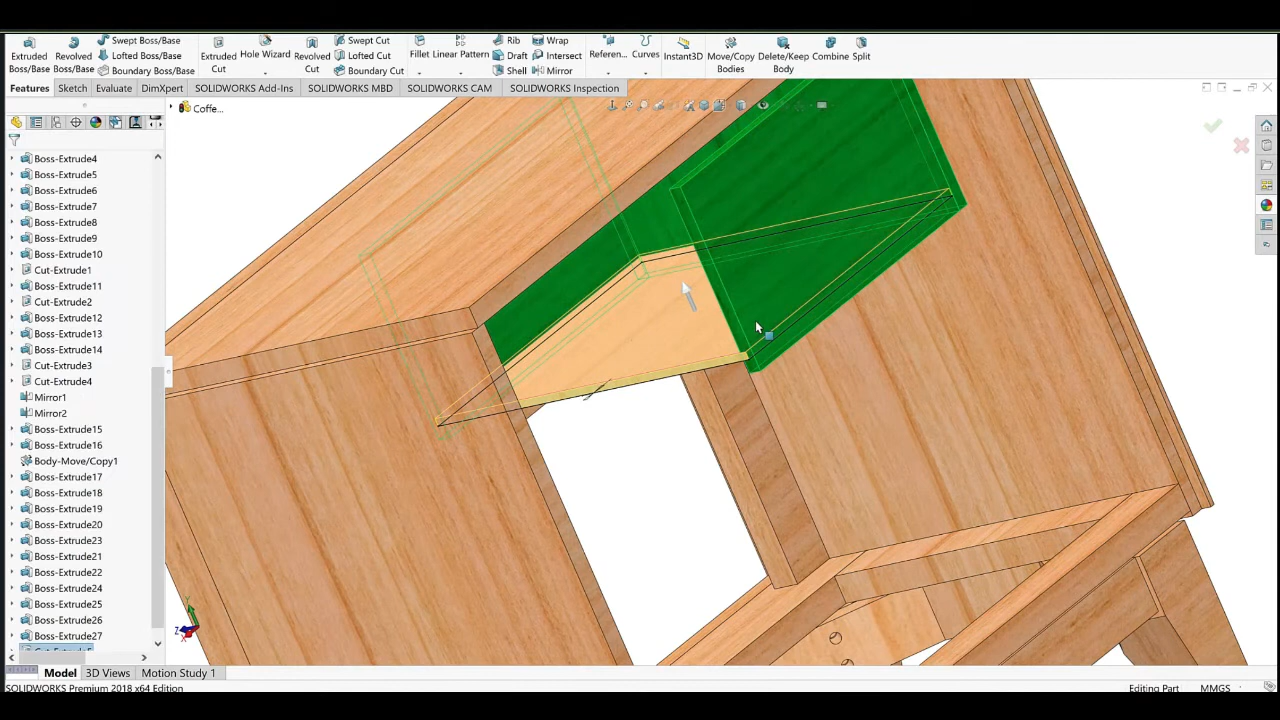 Extruded Boss/Base
Revolved Boss/Base
Swept Boss/Base
Lofted Boss/Base
Boundary Boss/Base
Extruded Cut
Hole Wizard
Revolved Cut
Swept Cut
Lofted Cut
Boundary Cut
Fillet
Linear Pattern
Rib
Draft
Shell
Wrap
Intersect
Mirror
Referen...
Curves
Instant3D
Move/Copy Bodies
Delete/Keep Body
Combine
Split
Features Sketch Evaluate DimXpert SOLIDWORKS Add-Ins SOLIDWORKS MBD SOLIDWORKS CAM SOLIDWORKS Inspection
Coffe...
Boss-Extrude4
Boss-Extrude5
Boss-Extrude6
Boss-Extrude7
Boss-Extrude8
Boss-Extrude9
Boss-Extrude10
Cut-Extrude1
Boss-Extrude11
Cut-Extrude2
Boss-Extrude12
Boss-Extrude13
Boss-Extrude14
Cut-Extrude3
Cut-Extrude4
Mirror1
Mirror2
Boss-Extrude15
Boss-Extrude16
Body-Move/Copy1
Boss-Extrude17
Boss-Extrude18
Boss-Extrude19
Boss-Extrude20
Boss-Extrude23
Boss-Extrude21
Boss-Extrude22
Boss-Extrude24
Boss-Extrude25
Boss-Extrude26
Boss-Extrude27
Cut-Extrude5
Y
Z
X
Model 3D Views Motion Study 1
SOLIDWORKS Premium 2018 x64 Edition
Editing Part
MMGS